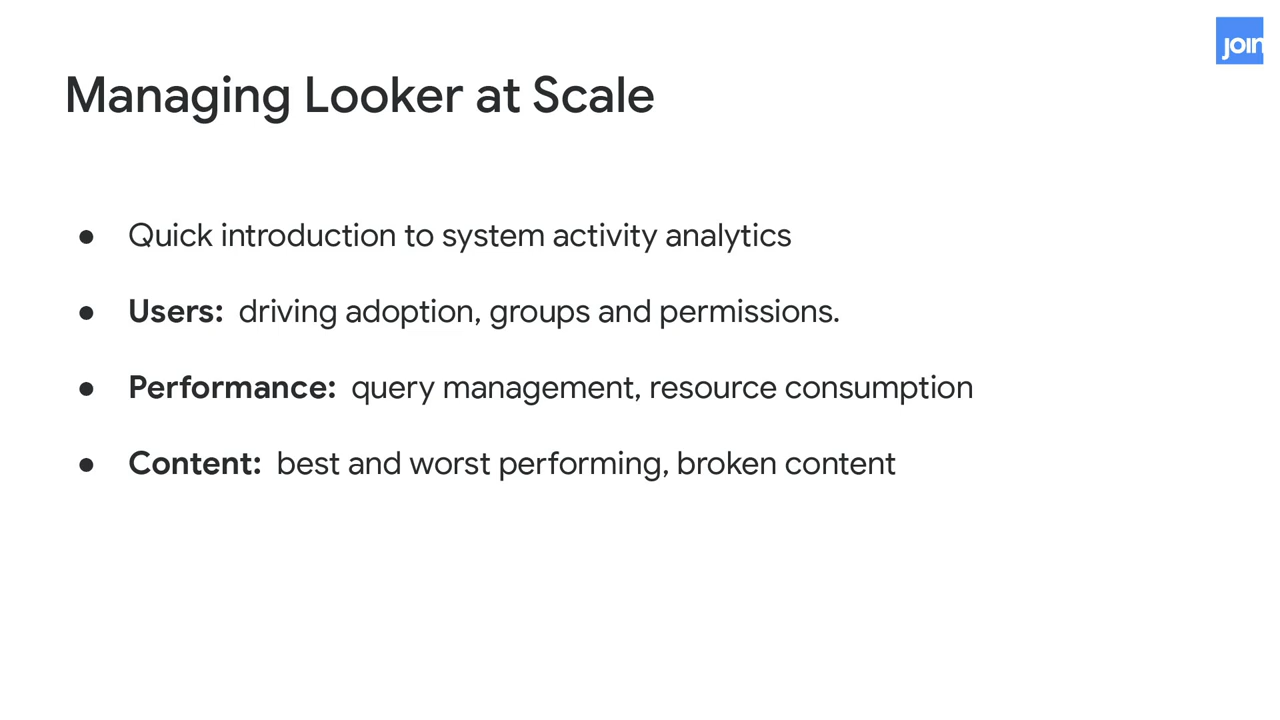 join
Managing Looker at Scale
● Quick introduction to system activity analytics
● Users: driving adoption, groups and permissions.
● Performance: query management, resource consumption
● Content: best and worst performing, broken content